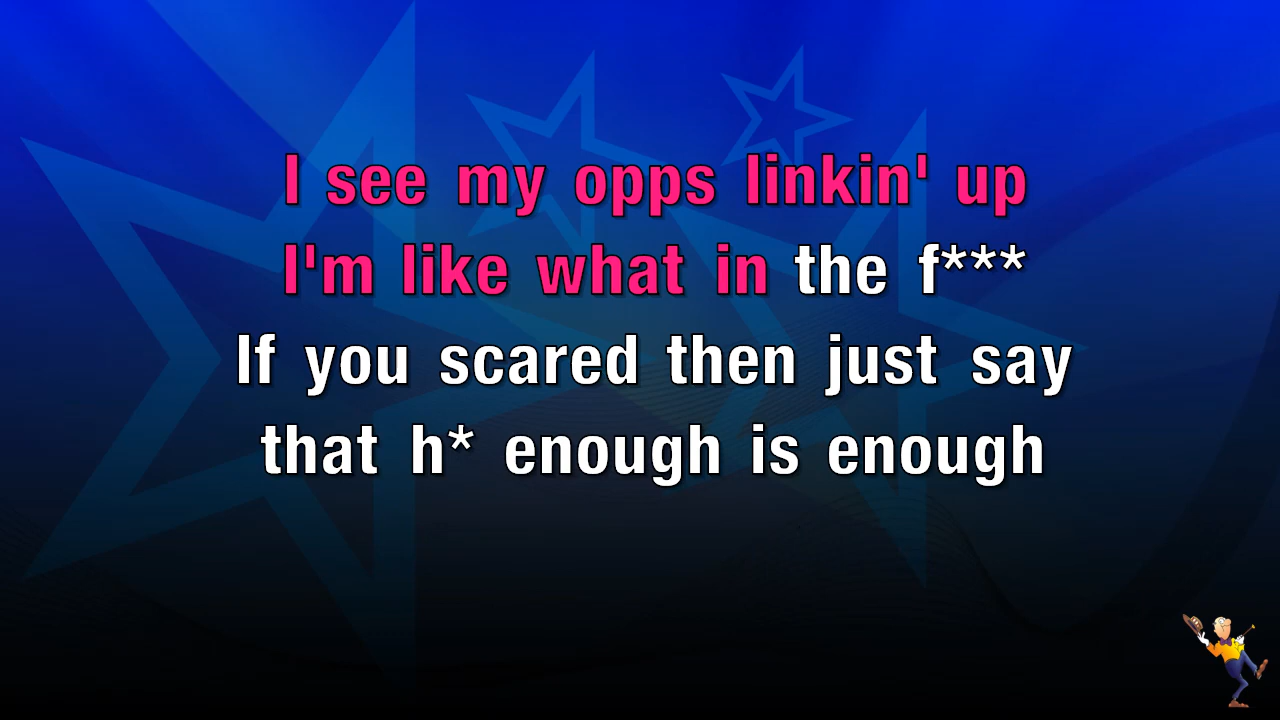 I see my opps linkin' up
I'm like what in the f***
If you scared then just say
that h* enough is enough